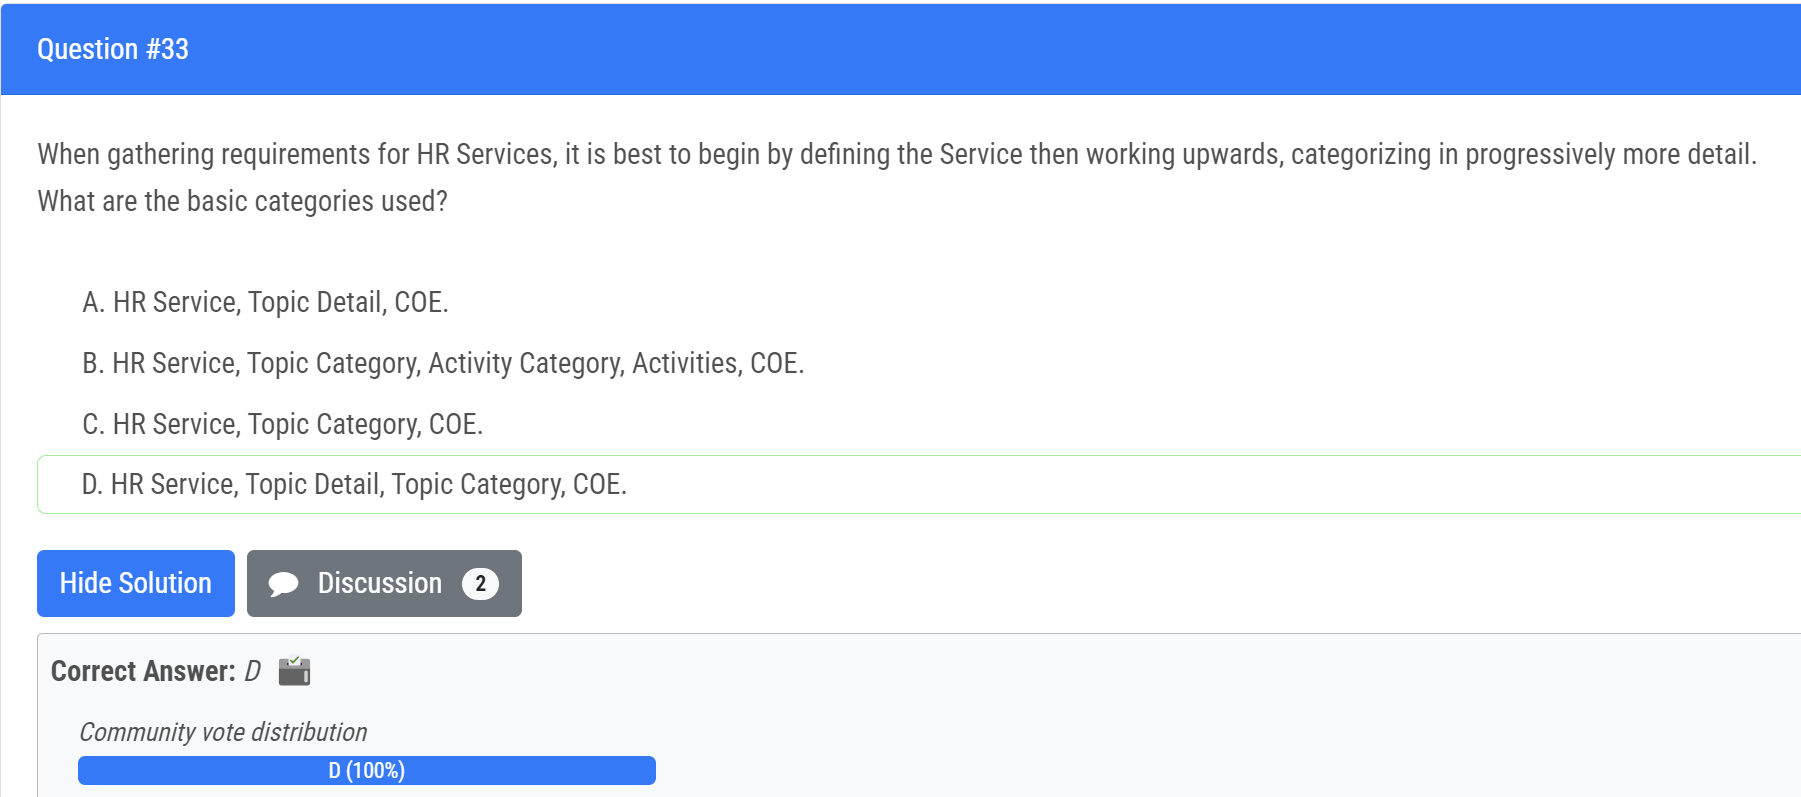 Question #33
When gathering requirements for HR Services, it is best to begin by defining the Service then working upwards, categorizing in progressively more detail.
What are the basic categories used?
A. HR Service, Topic Detail, COE.
B. HR Service, Topic Category, Activity Category, Activities, COE.
C. HR Service, Topic Category, COE.
D. HR Service, Topic Detail, Topic Category, COE.
Hide Solution Discussion 2
Correct Answer: D
Community vote distribution
D (100%)